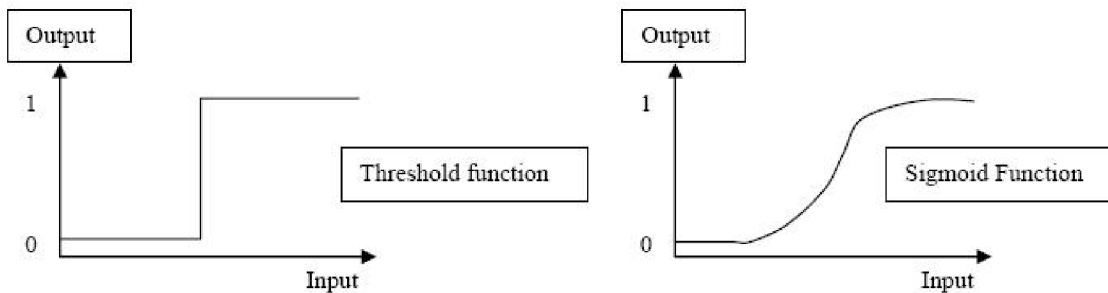 Output
1
0
Input
Threshold function
Output
1
0
Input
Sigmoid Function